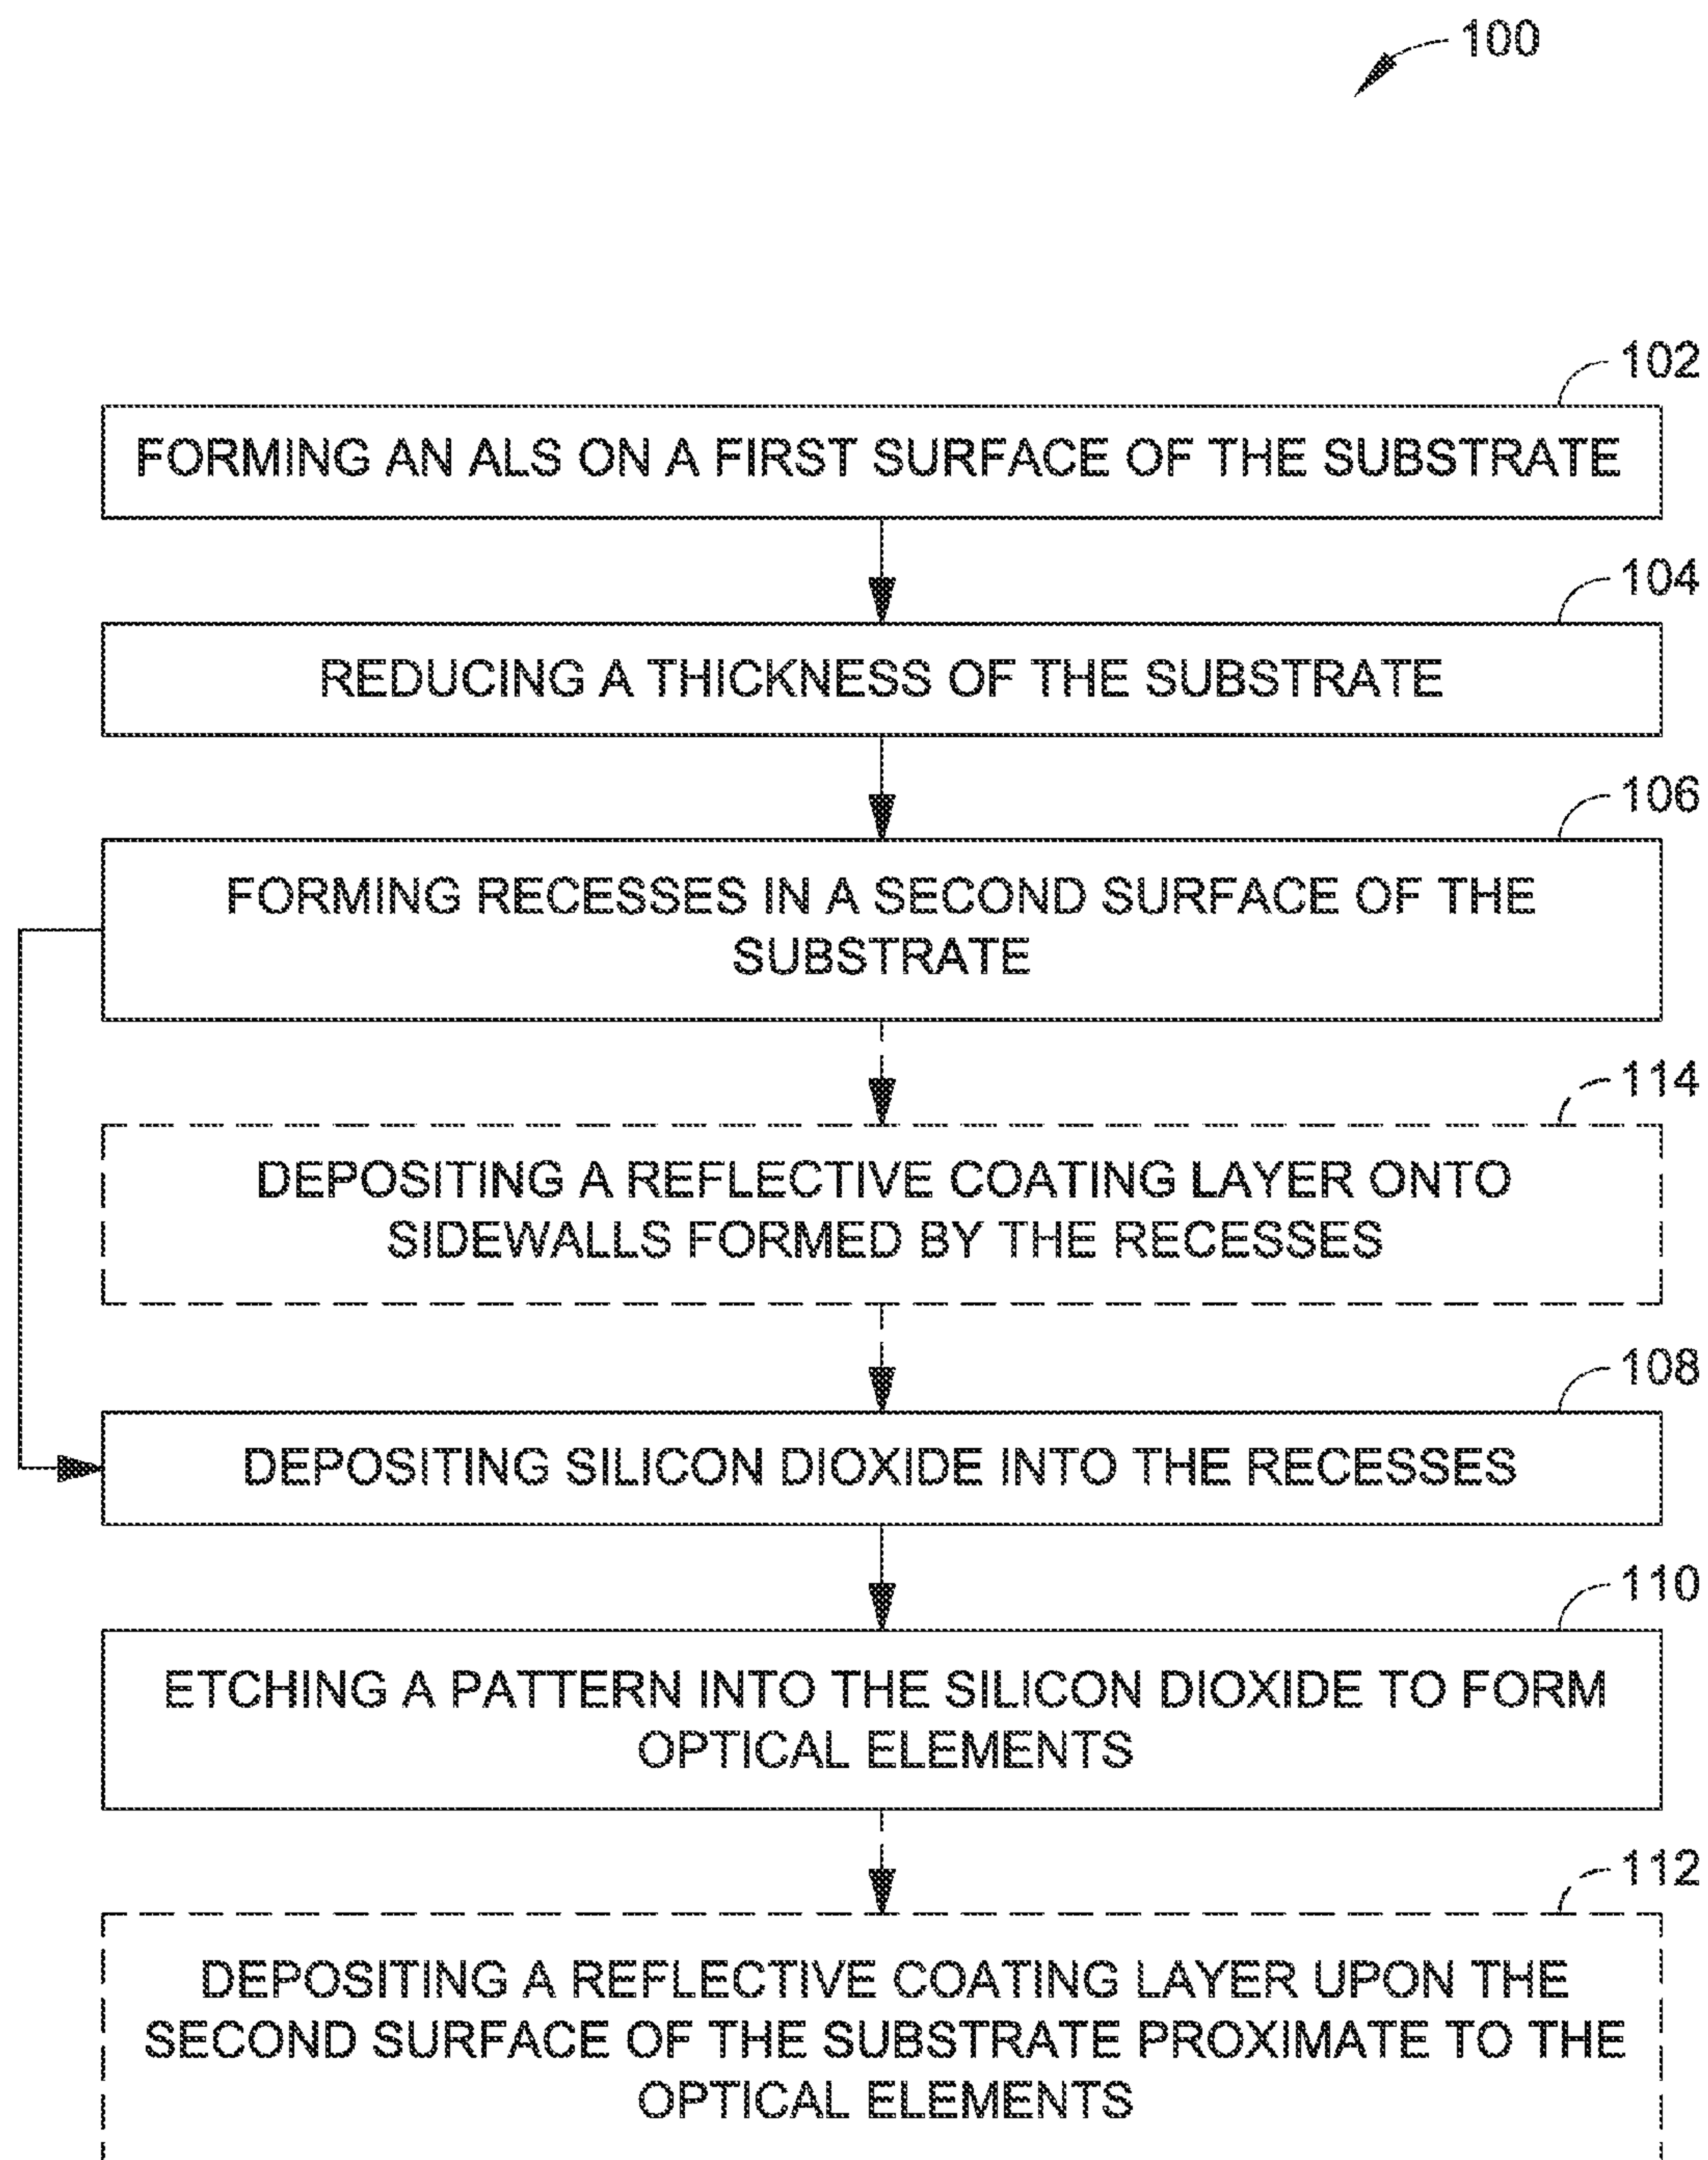 100
102
FORMING AN ALS ON A FIRST SURFACE OF THE SUBSTRATE
104
REDUCING A THICKNESS OF THE SUBSTRATE
106
FORMING RECESSES IN A SECOND SURFACE OF THE
SUBSTRATE
114
DEPOSITING A REFLECTIVE COATING LAYER ONTO
SIDEWALLS FORMED BY THE RECESSES
108
DEPOSITING SILICON DIOXIDE INTO THE RECESSES
110
ETCHING A PATTERN INTO THE SILICON DIOXIDE TO FORM
OPTICAL ELEMENTS
112
DEPOSITING A REFLECTIVE COATING LAYER UPON THE
SECOND SURFACE OF THE SUBSTRATE PROXIMATE TO THE
OPTICAL ELEMENTS